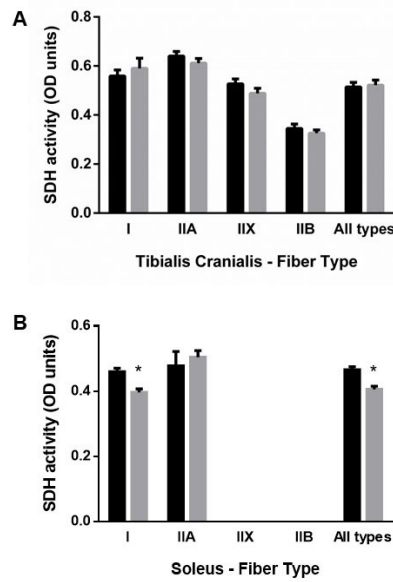 A
SDH activity (OD units)
0.8
0.6
0.4
0.2
0.0
I IIA IIX IIB All types
Tibialis Cranialis - Fiber Type
B
SDH activity (OD units)
0.6
0.4
0.2
0.0
* *
I IIA IIX IIB All types
Soleus - Fiber Type